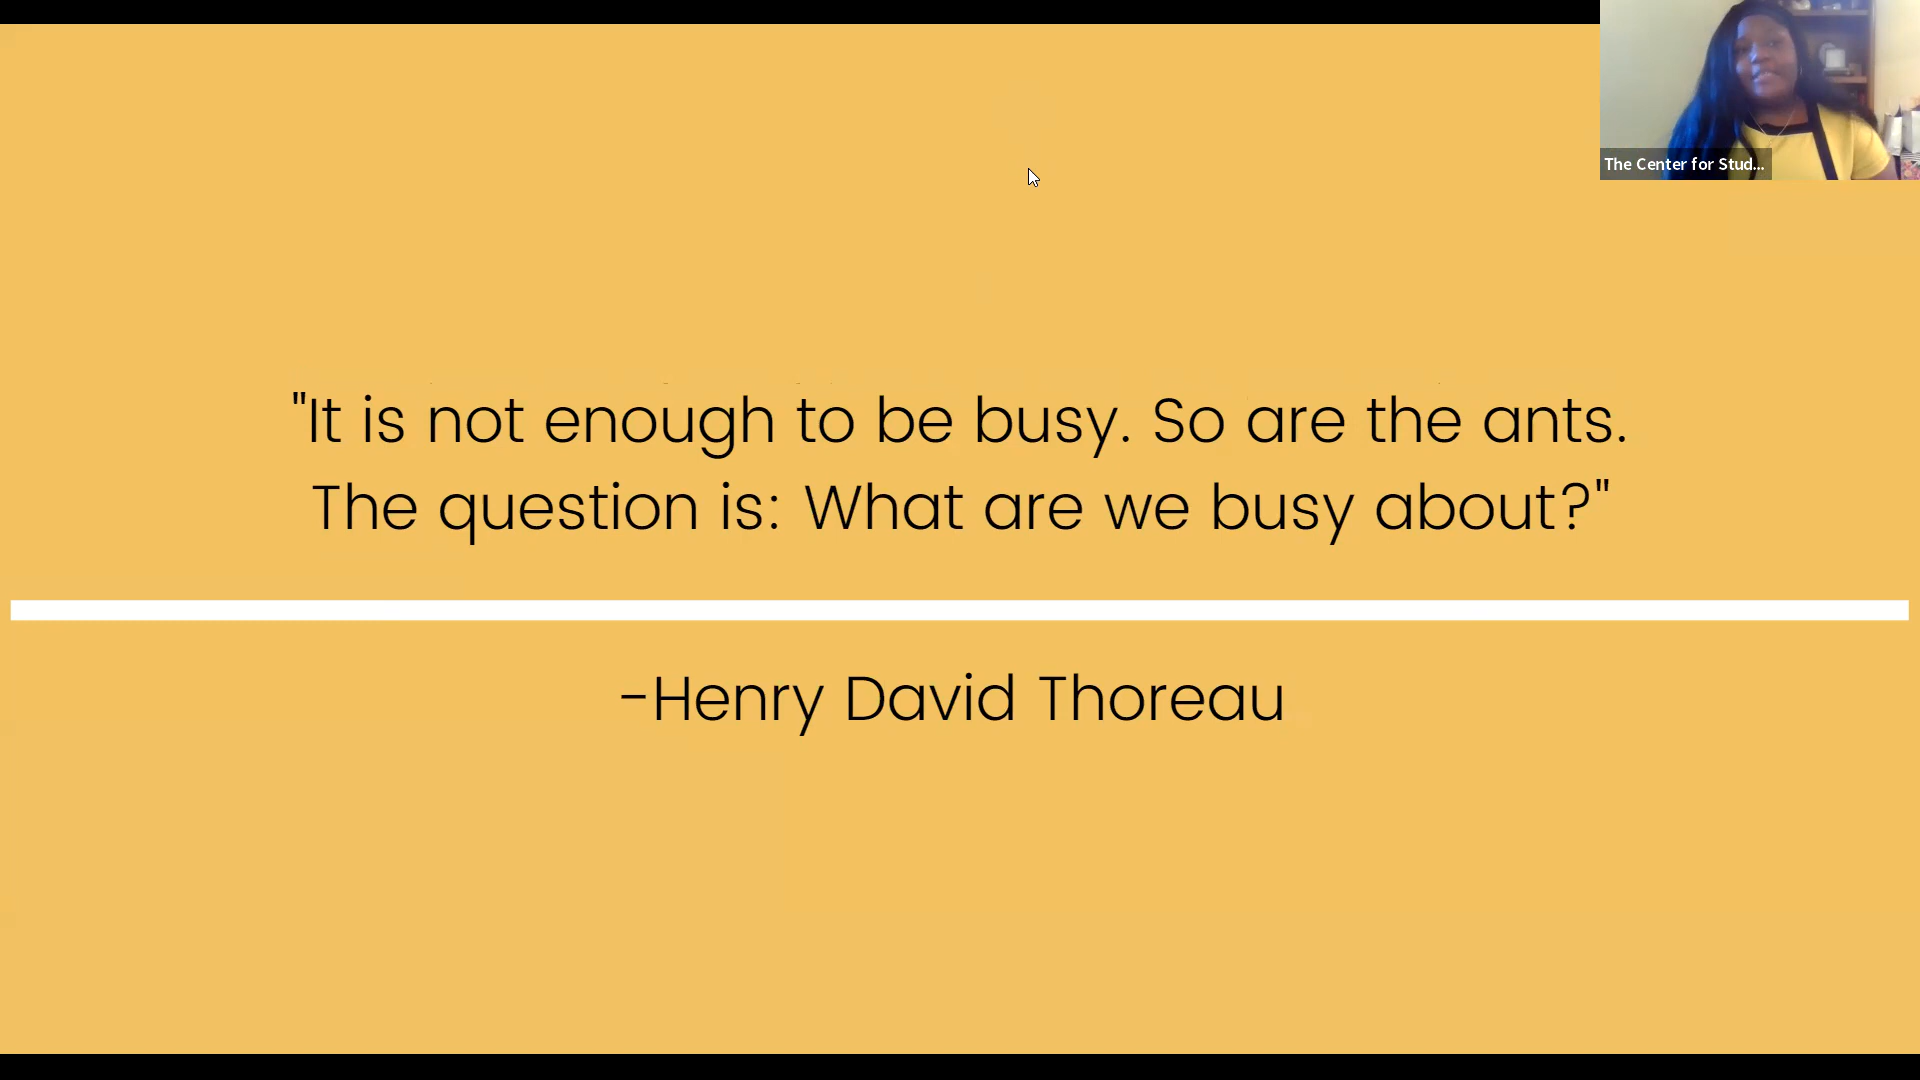 The Center for Stud...
"It is not enough to be busy. So are the ants.
The question is: What are we busy about?"
-Henry David Thoreau